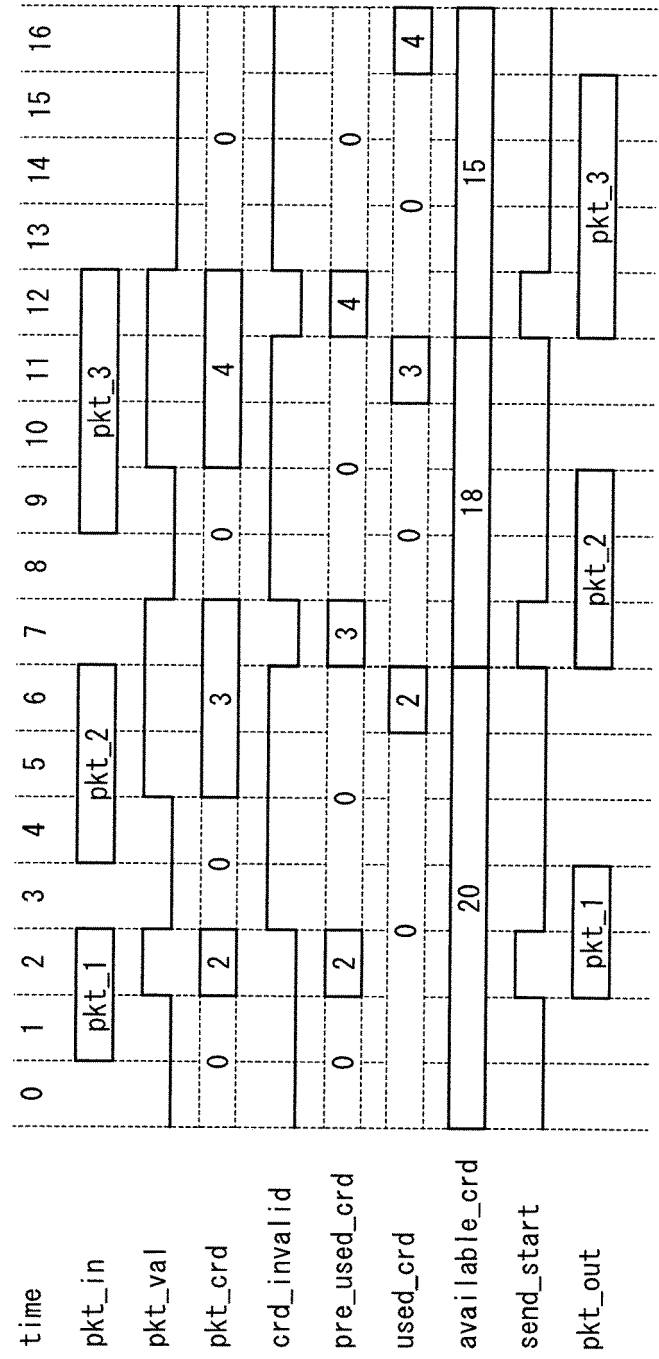 time 0 1 2 3 4 5 6 7 8 9 10 11 12 13 14 15 16
pkt_in pkt_1 pkt_2 pkt_3
pkt_val
pkt_crd 0 2 0 3 0 4 0
crd_invalid
pre_used_crd 0 2 0 3 0 4 0
used_crd 0 2 0 3 0 4
available_crd 20 18 15
send_start
pkt_out pkt_1 pkt_2 pkt_3